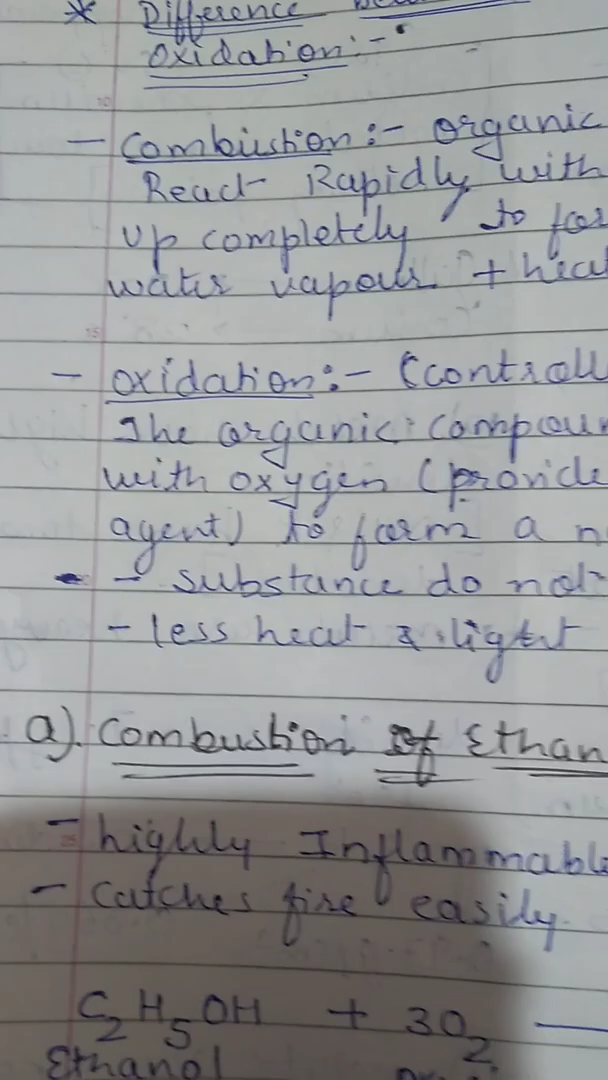 * Difference
Oxidation:-
- Combustion:- organic
React Rapidly with
up completely to for
water vapour + hea
- oxidation:- (controll
The organic compoun
with oxygen (provide
agent) to form a n
- substance do not
- less heat & light
a). Combustion of Ethan
- highly Inflammable
- catches fire easily.
C2H5OH + 3O2
Ethanol